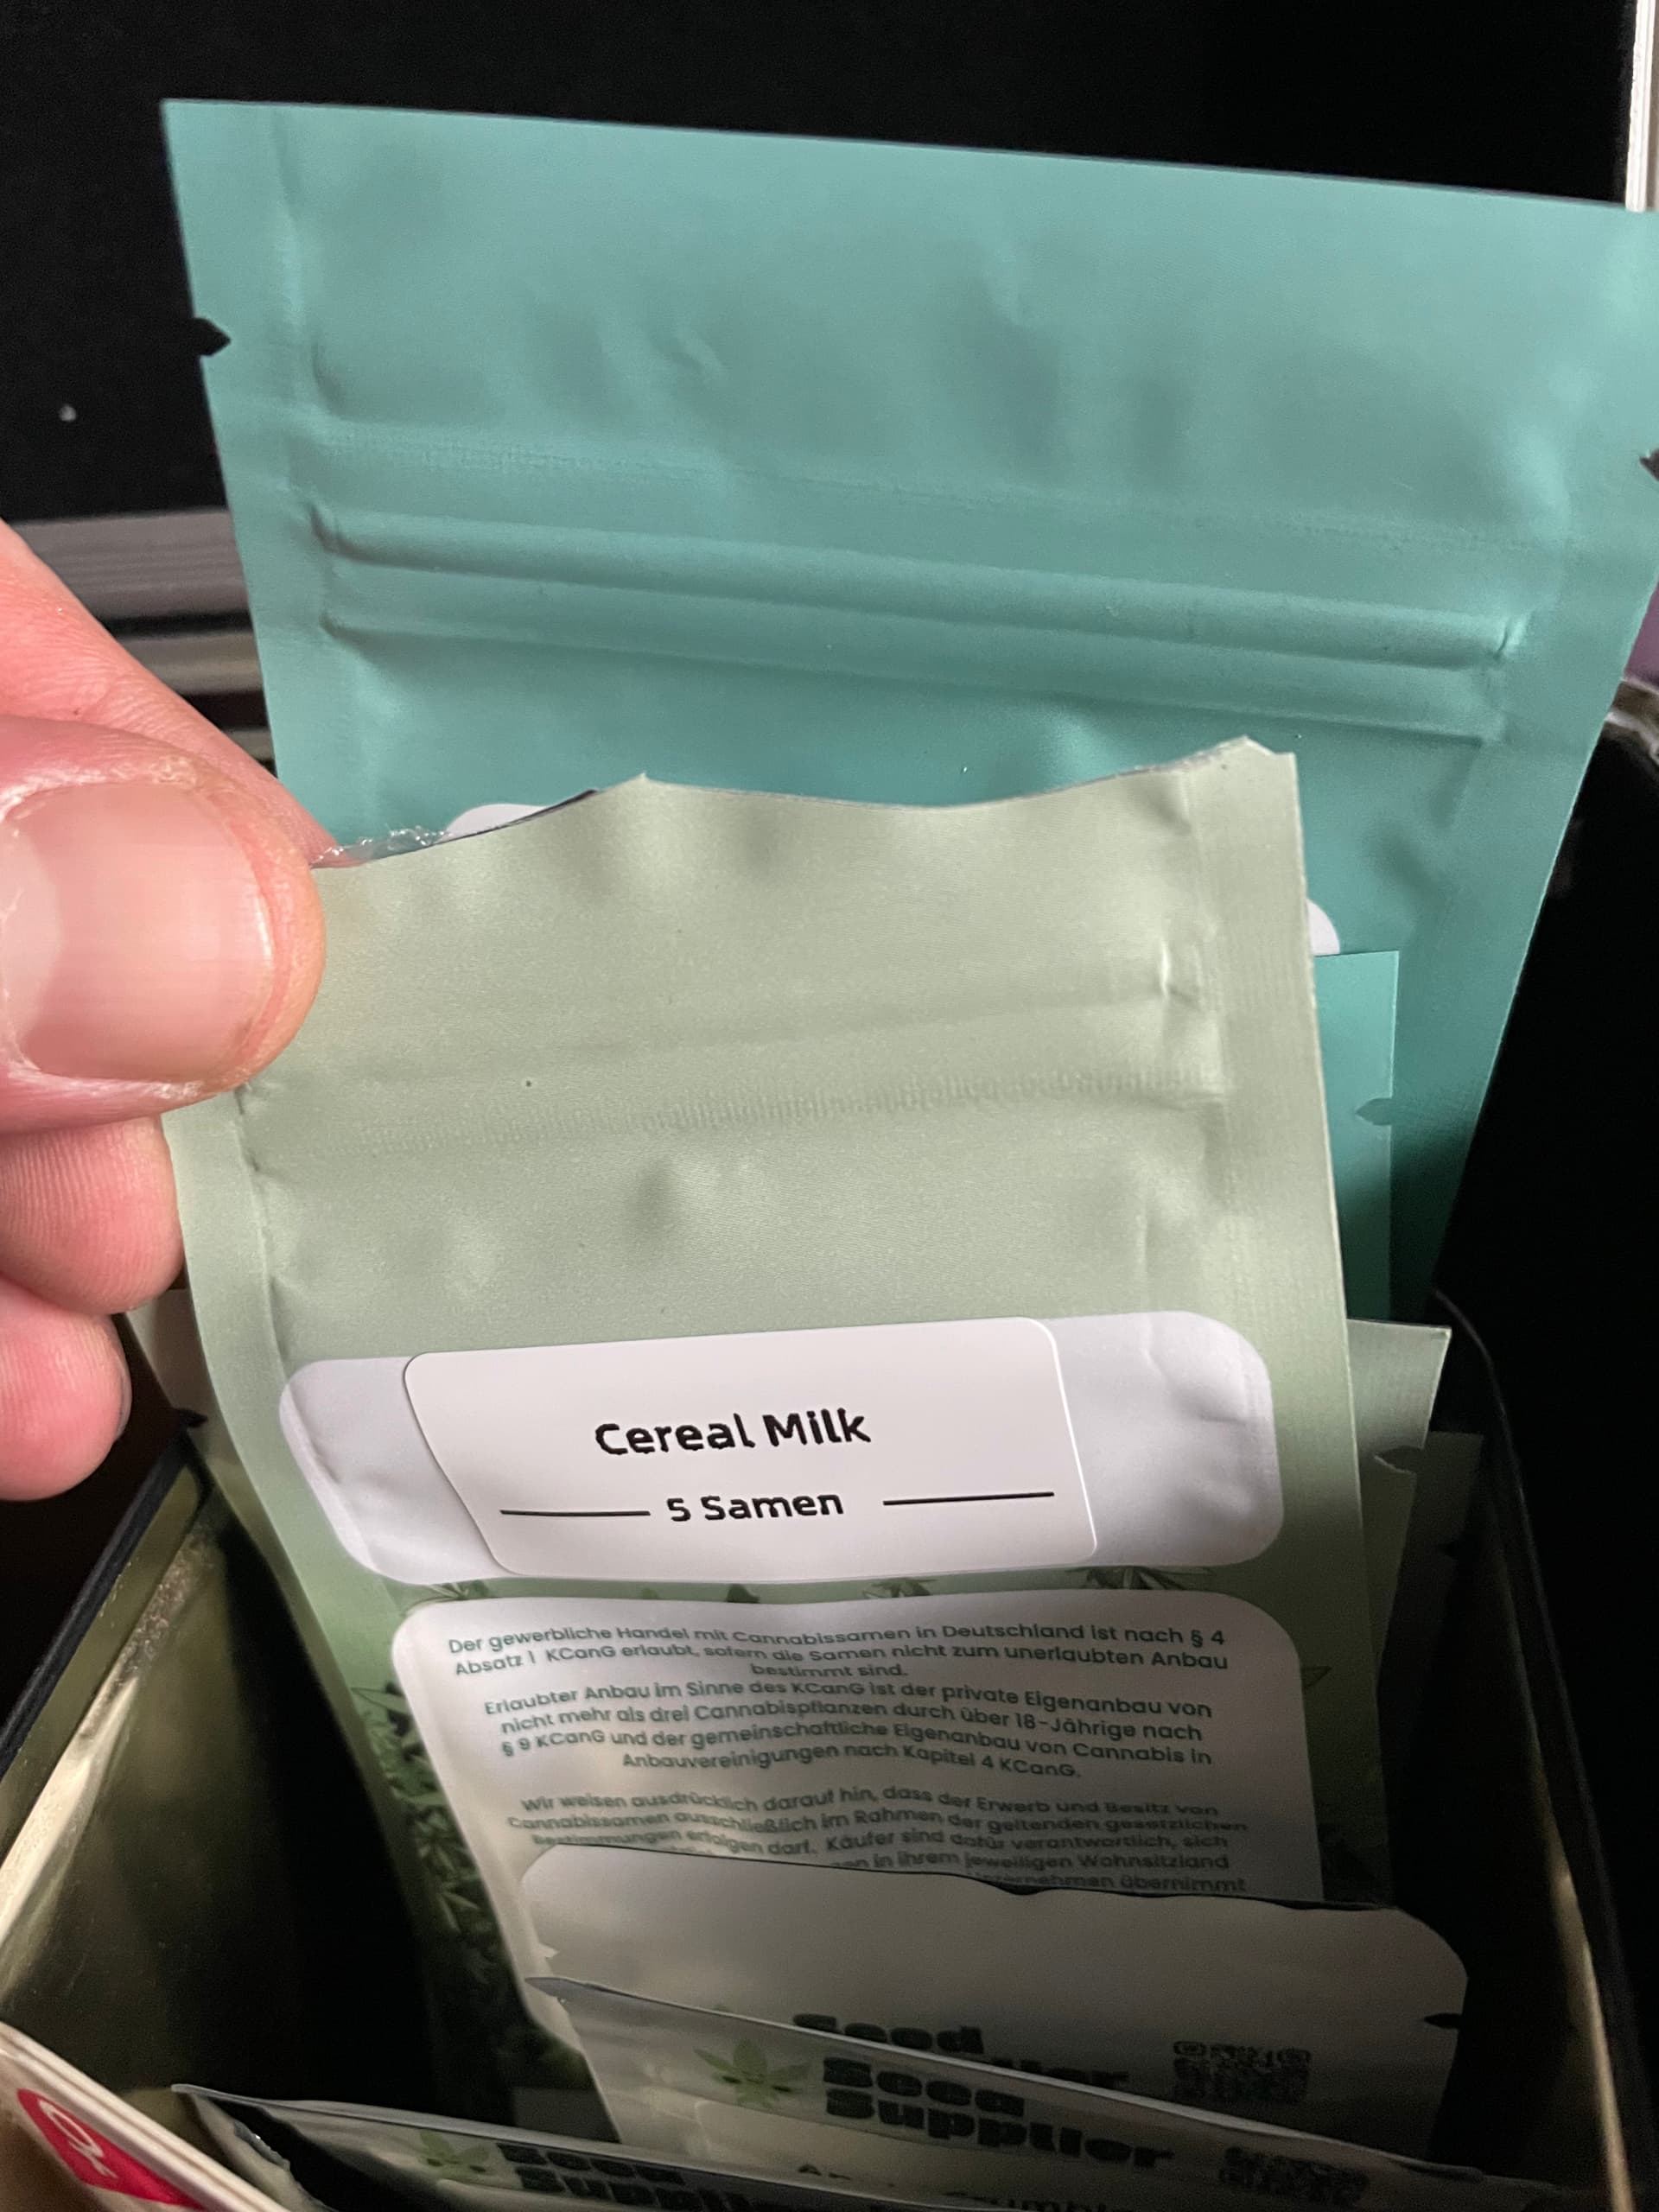 Cereal Milk
5 Samen
Der gewerbliche Handel mit Cannabissamen in Deutschland ist nach § 4
Absatz 1 KCanG erlaubt, sofern die Samen nicht zum unerlaubten Anbau
bestimmt sind.
Erlaubter Anbau im Sinne des KCanG ist der private Eigenanbau von
nicht mehr als drei Cannabispflanzen durch über 18-Jährige nach
§ 9 KCanG und der gemeinschaftliche Eigenanbau von Cannabis in
Anbauvereinigungen nach Kapitel 4 KCanG.
Wir weisen ausdrücklich darauf hin, dass der Erwerb und Besitz von
Cannabissamen ausschließlich im Rahmen der geltenden gesetzlichen
Bestimmungen erfolgen darf. Käufer sind dafür verantwortlich, sich
in ihrem jeweiligen Wohnsitzland
übernimmt
Seed
Seed
Supplier
Seed
Supplier